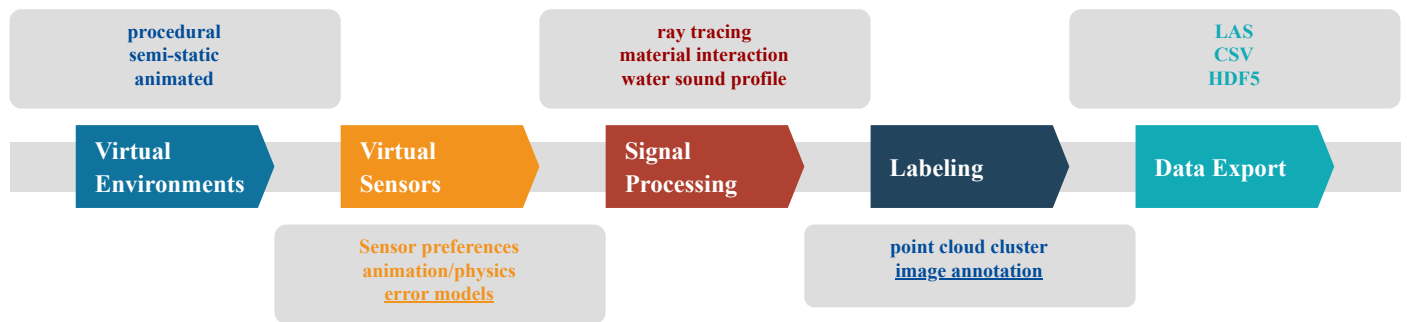 procedural
semi-static
animated
ray tracing
material interaction
water sound profile
LAS
CSV
HDF5
Virtual
Environments
Virtual
Sensors
Signal
Processing
Labeling
Data Export
Sensor preferences
animation/physics
error models
point cloud cluster
image annotation